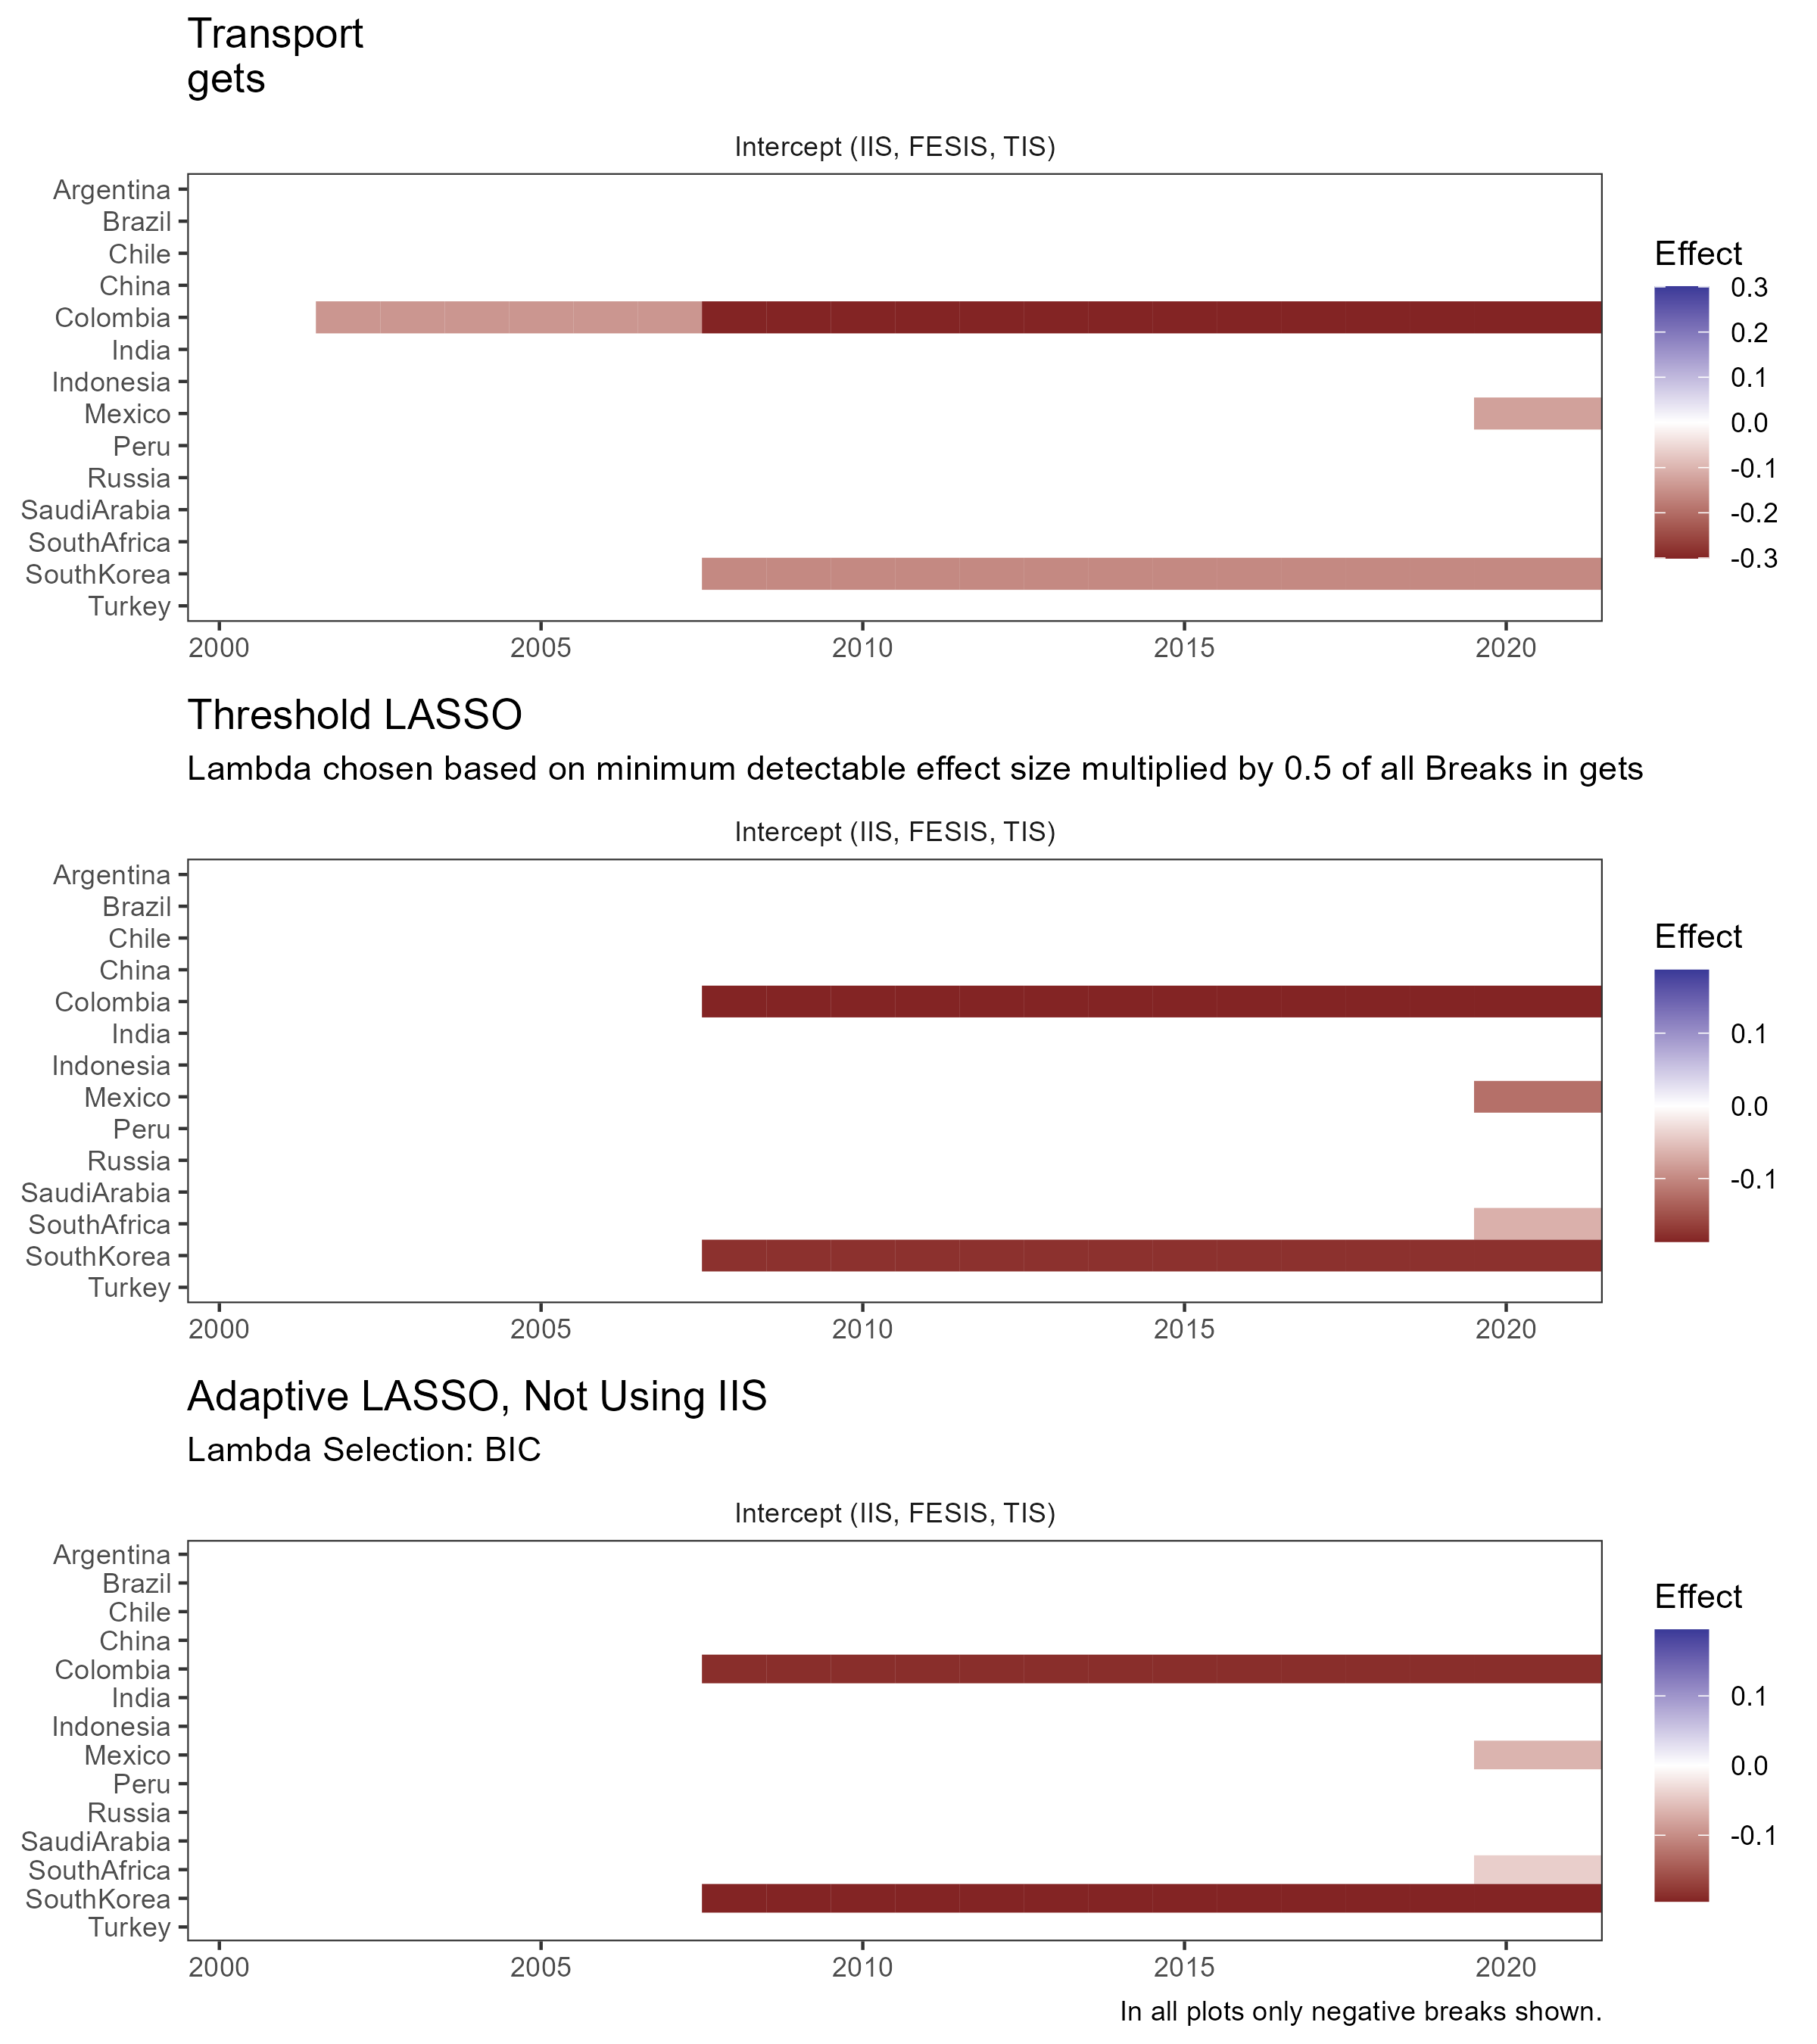 Transport
gets
Intercept (IIS, FESIS, TIS)
Argentina
Brazil
Chile
China
Colombia
India
Indonesia
Mexico
Peru
Russia
SaudiArabia
SouthAfrica
SouthKorea
Turkey
2000 2005 2010 2015 2020
Effect
0.3
0.2
0.1
0.0
-0.1
-0.2
-0.3
Threshold LASSO
Lambda chosen based on minimum detectable effect size multiplied by 0.5 of all Breaks in gets
Intercept (IIS, FESIS, TIS)
Argentina
Brazil
Chile
China
Colombia
India
Indonesia
Mexico
Peru
Russia
SaudiArabia
SouthAfrica
SouthKorea
Turkey
2000 2005 2010 2015 2020
Effect
0.1
0.0
-0.1
Adaptive LASSO, Not Using IIS
Lambda Selection: BIC
Intercept (IIS, FESIS, TIS)
Argentina
Brazil
Chile
China
Colombia
India
Indonesia
Mexico
Peru
Russia
SaudiArabia
SouthAfrica
SouthKorea
Turkey
2000 2005 2010 2015 2020
Effect
0.1
0.0
-0.1
In all plots only negative breaks shown.